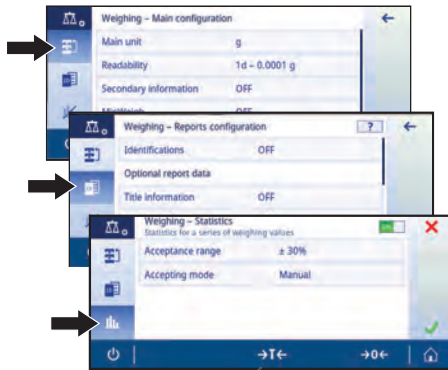 Weighing – Main configuration
Main unit g
Readability 1d – 0.0001 g
Secondary information OFF
MinWeigh OFF
Weighing – Reports configuration ?
Identifications OFF
Optional report data
Title information OFF
Weighing – Statistics
Statistics for a series of weighing values
Acceptance range ± 30%
Accepting mode Manual
→T← →0←